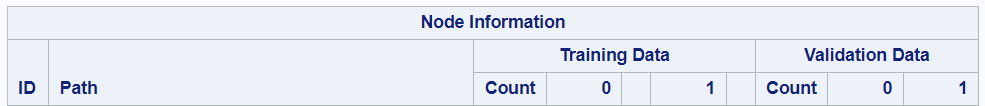 Node Information
Training Data Validation Data
ID Path Count 0 1 Count 0 1